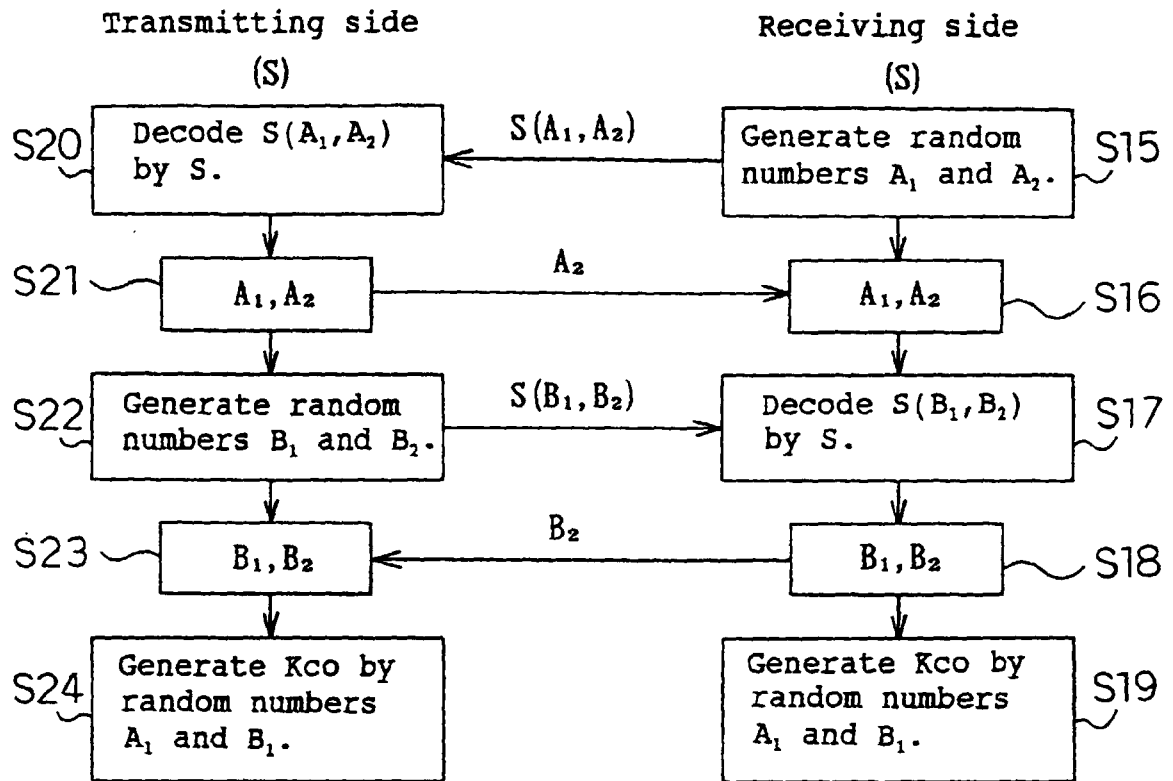 Transmitting side
Receiving side
(S)
(S)
S20
Decode S(A₁,A₂)
by S.
S(A₁,A₂)
Generate random
numbers A₁ and A₂.
S15
S21
A₁,A₂
A₂
A₁,A₂
S16
S22
Generate random
numbers B₁ and B₂.
S(B₁,B₂)
Decode S(B₁,B₂)
by S.
S17
S23
B₁,B₂
B₂
B₁,B₂
S18
S24
Generate Kco by
random numbers
A₁ and B₁.
Generate Kco by
random numbers
A₁ and B₁.
S19